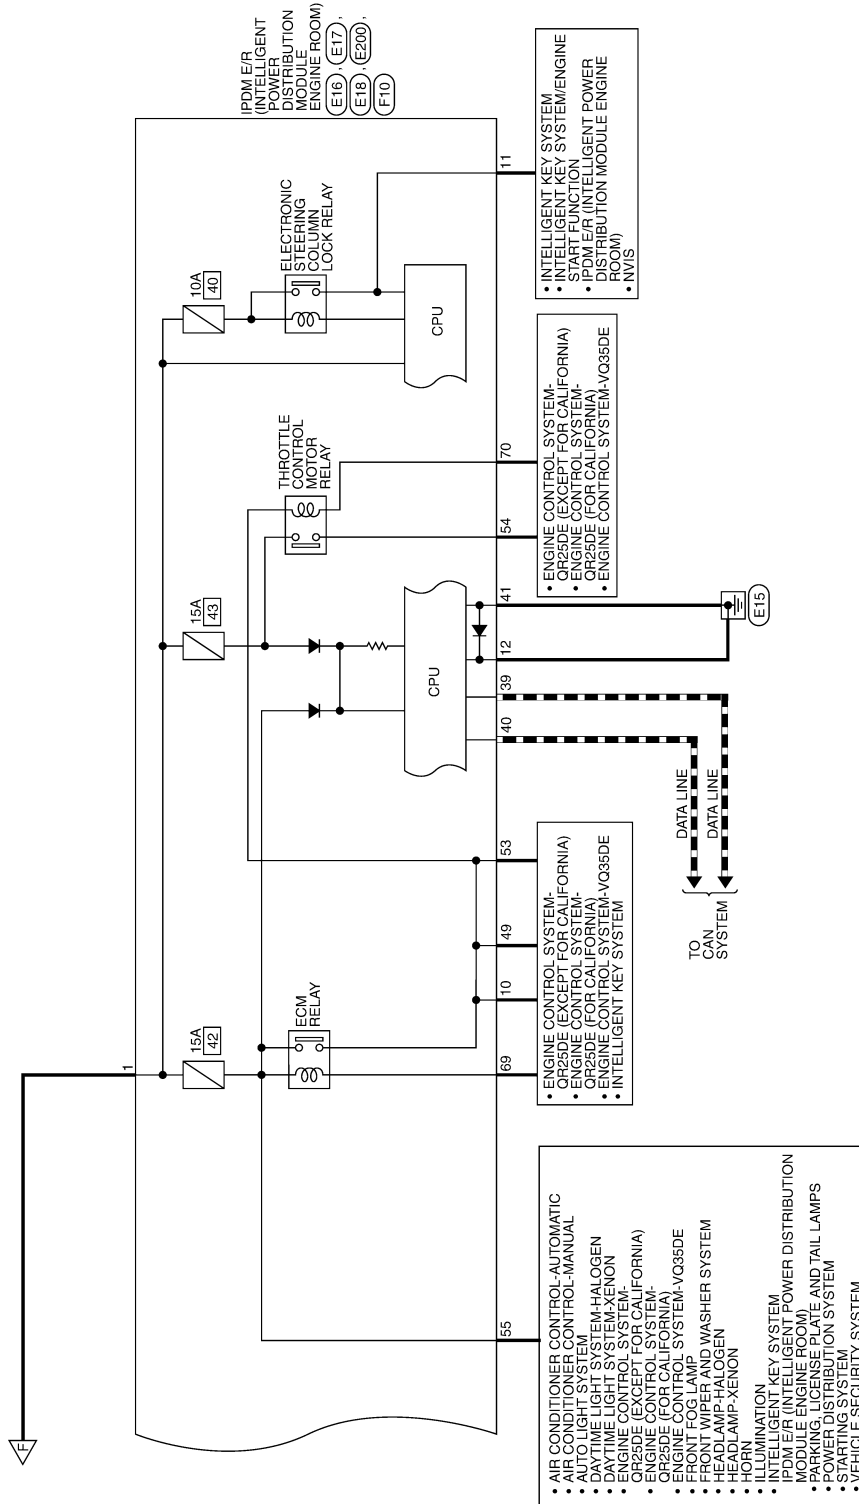 IPDM E/R
(INTELLIGENT
POWER
DISTRIBUTION
MODULE
ENGINE ROOM)
E16 , E17 ,
E18 , E200 ,
F10
F
1
15A
42
15A
43
10A
40
ECM
RELAY
THROTTLE
CONTROL
MOTOR
RELAY
ELECTRONIC
STEERING
COLUMN
LOCK RELAY
CPU
CPU
55
69
10
49
53
40
39
12
41
54
70
11
• AIR CONDITIONER CONTROL-AUTOMATIC
• AIR CONDITIONER CONTROL-MANUAL
• AUTO LIGHT SYSTEM
• DAYTIME LIGHT SYSTEM-HALOGEN
• DAYTIME LIGHT SYSTEM-XENON
• ENGINE CONTROL SYSTEM-
QR25DE (EXCEPT FOR CALIFORNIA)
• ENGINE CONTROL SYSTEM-
QR25DE (FOR CALIFORNIA)
• ENGINE CONTROL SYSTEM-VQ35DE
• FRONT FOG LAMP
• FRONT WIPER AND WASHER SYSTEM
• HEADLAMP-HALOGEN
• HEADLAMP-XENON
• HORN
• ILLUMINATION
• INTELLIGENT KEY SYSTEM
• IPDM E/R (INTELLIGENT POWER DISTRIBUTION
MODULE ENGINE ROOM)
• PARKING, LICENSE PLATE AND TAIL LAMPS
• POWER DISTRIBUTION SYSTEM
• STARTING SYSTEM
• VEHICLE SECURITY SYSTEM
• ENGINE CONTROL SYSTEM-
QR25DE (EXCEPT FOR CALIFORNIA)
• ENGINE CONTROL SYSTEM-
QR25DE (FOR CALIFORNIA)
• ENGINE CONTROL SYSTEM-VQ35DE
• INTELLIGENT KEY SYSTEM
TO
CAN
SYSTEM
DATA LINE
DATA LINE
E15
• ENGINE CONTROL SYSTEM-
QR25DE (EXCEPT FOR CALIFORNIA)
• ENGINE CONTROL SYSTEM-
QR25DE (FOR CALIFORNIA)
• ENGINE CONTROL SYSTEM-VQ35DE
• INTELLIGENT KEY SYSTEM
• INTELLIGENT KEY SYSTEM/ENGINE
START FUNCTION
• IPDM E/R (INTELLIGENT POWER
DISTRIBUTION MODULE ENGINE
ROOM)
• NVIS